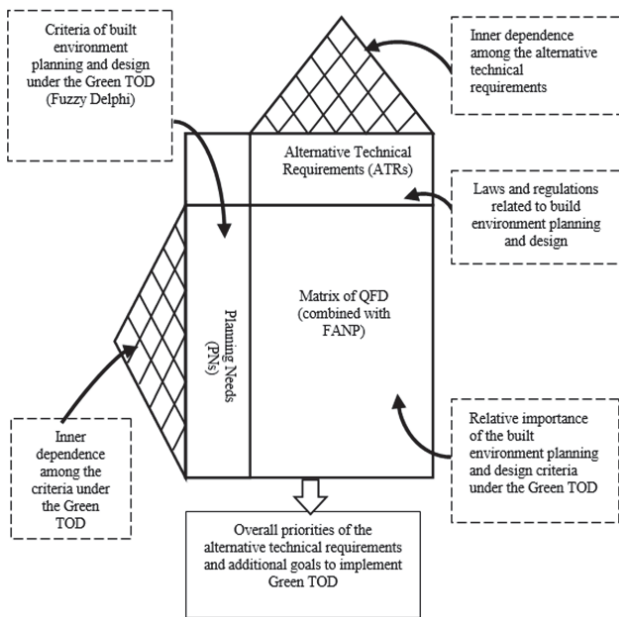 Criteria of built
environment
planning and design
under the Green TOD
(Fuzzy Delphi)
Inner dependence
among the alternative
technical
requirements
Alternative Technical
Requirements (ATRs)
Laws and regulations
related to build
environment planning
and design
Planning Needs
(PNs)
Matrix of QFD
(combined with
FANP)
Inner
dependence
among the
criteria under
the Green
TOD
Relative importance
of the built
environment planning
and design criteria
under the Green TOD
Overall priorities of the
alternative technical requirements
and additional goals to implement
Green TOD